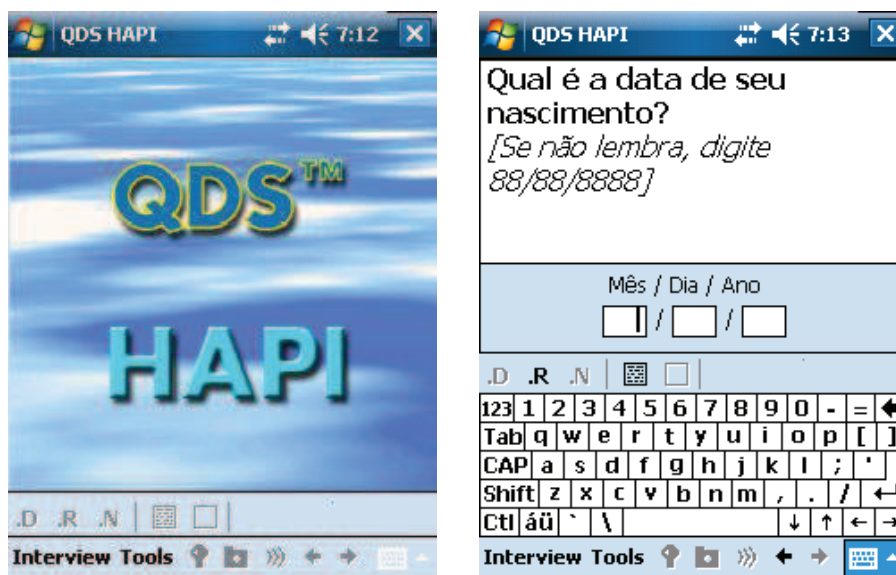 QDS HAPI 7:12
QDS™
HAPI
.D .R .N
Interview Tools
QDS HAPI 7:13
Qual é a data de seu
nascimento?
[Se não lembra, digite
88/88/8888]
Mês / Dia / Ano
/ /
.D .R .N
123 1 2 3 4 5 6 7 8 9 0 - =
Tab q w e r t y u i o p [ ]
CAP a s d f g h j k l ; '
Shift z x c v b n m , . /
Ctl áü ` \
Interview Tools